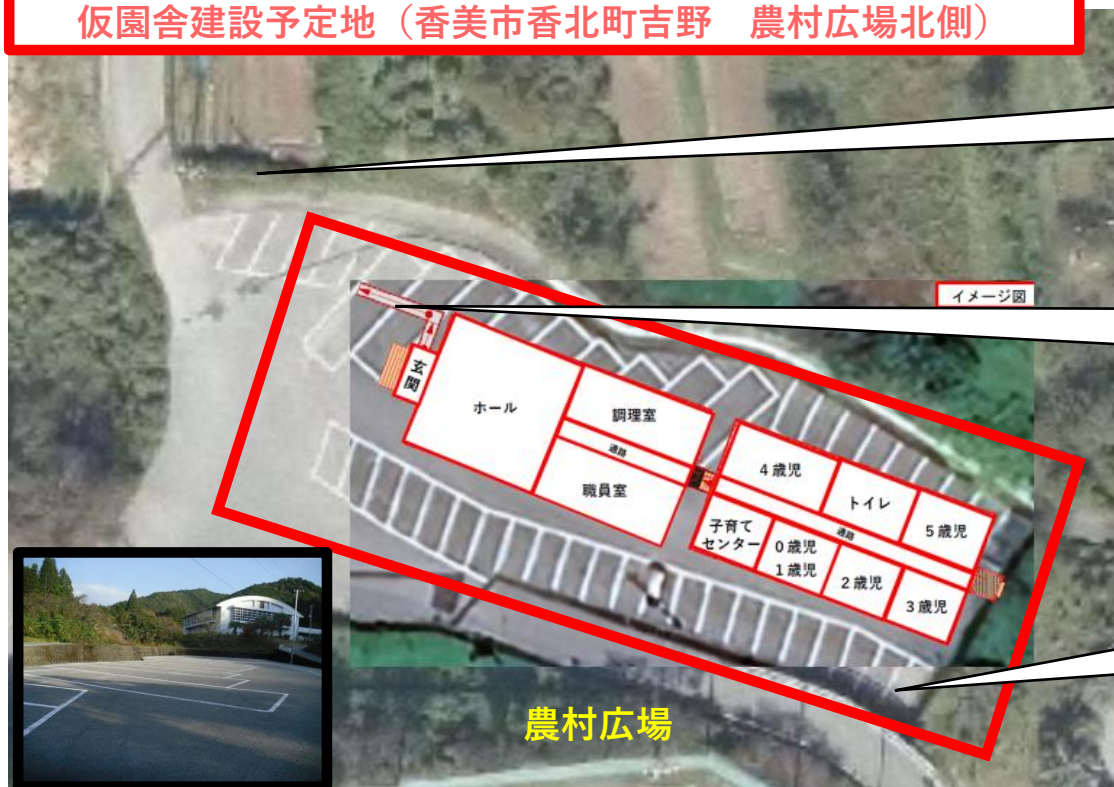 仮園舎建設予定地（香美市香北町吉野　農村広場北側）
イメージ図
玄
関
ホール
調理室
通路
職員室
4歳児
トイレ
5歳児
通路
子育て
センター
0歳児
1歳児
2歳児
3歳児
農村広場